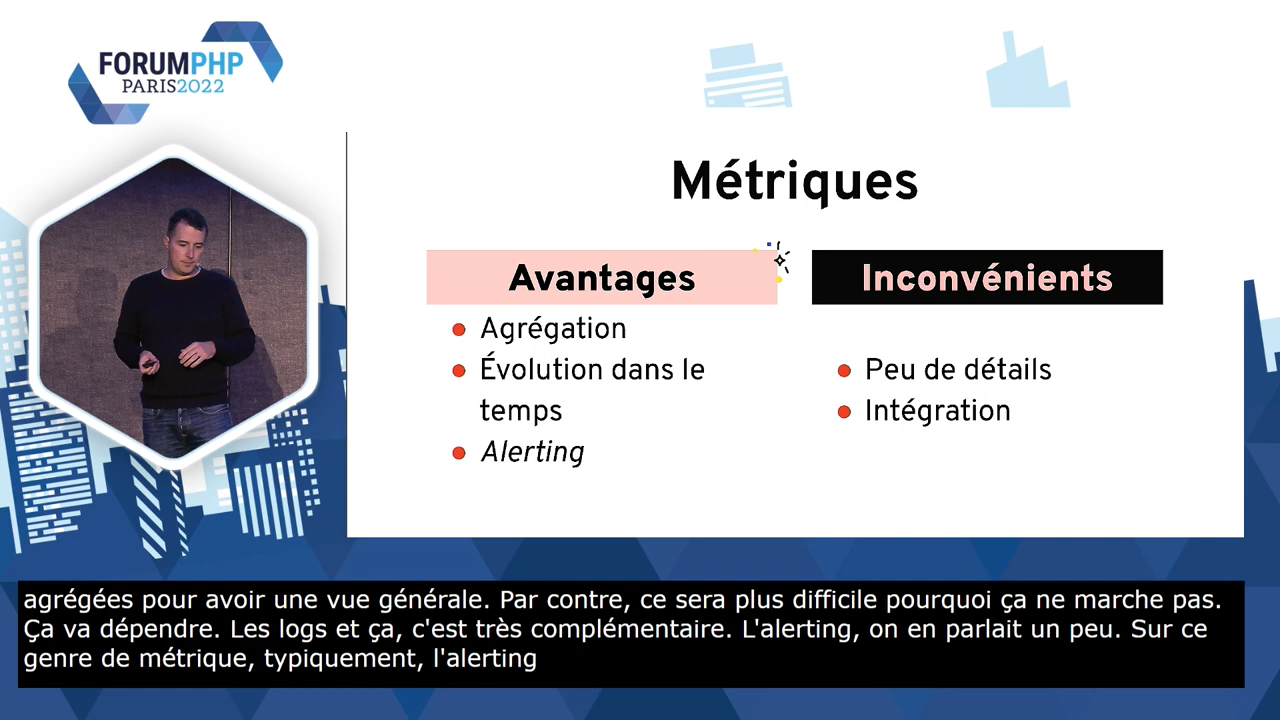 FORUMPHP
PARIS2022
Métriques
Avantages
Agrégation
Évolution dans le
temps
Alerting
Inconvénients
Peu de détails
Intégration
agrégées pour avoir une vue générale. Par contre, ce sera plus difficile pourquoi ça ne marche pas.
Ça va dépendre. Les logs et ça, c'est très complémentaire. L'alerting, on en parlait un peu. Sur ce
genre de métrique, typiquement, l'alerting